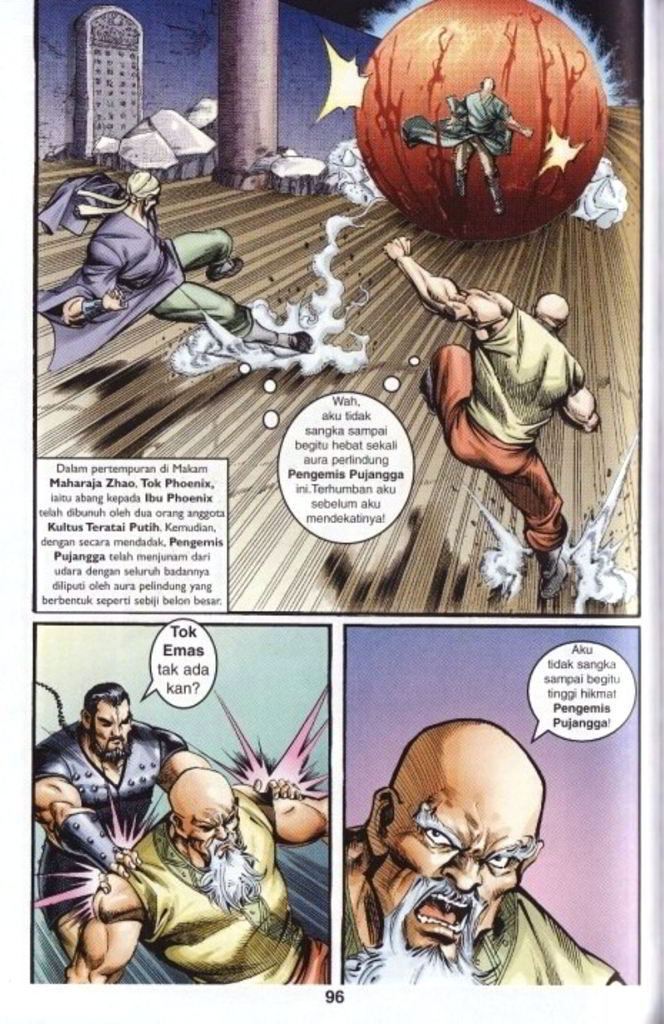 Wah,
aku tidak
sangka sampai
begitu hebat sekali
aura perlindung
Pengemis Pujangga
ini.Terhumban aku
sebelum aku
mendekatinya!
Dalam pertempuran di Makam
Maharaja Zhao, Tok Phoenix,
iaitu abang kepada Ibu Phoenix
telah dibunuh oleh dua orang anggota
Kultus Teratai Putih. Kemudian,
dengan secara mendadak, Pengemis
Pujangga telah menjunam dari
udara dengan seluruh badannya
diliputi oleh aura pelindung yang
berbentuk seperti sebiji belon besar.
Tok
Emas
tak ada
kan?
Aku
tidak sangka
sampai begitu
tinggi hikmat
Pengemis
Pujangga!
96